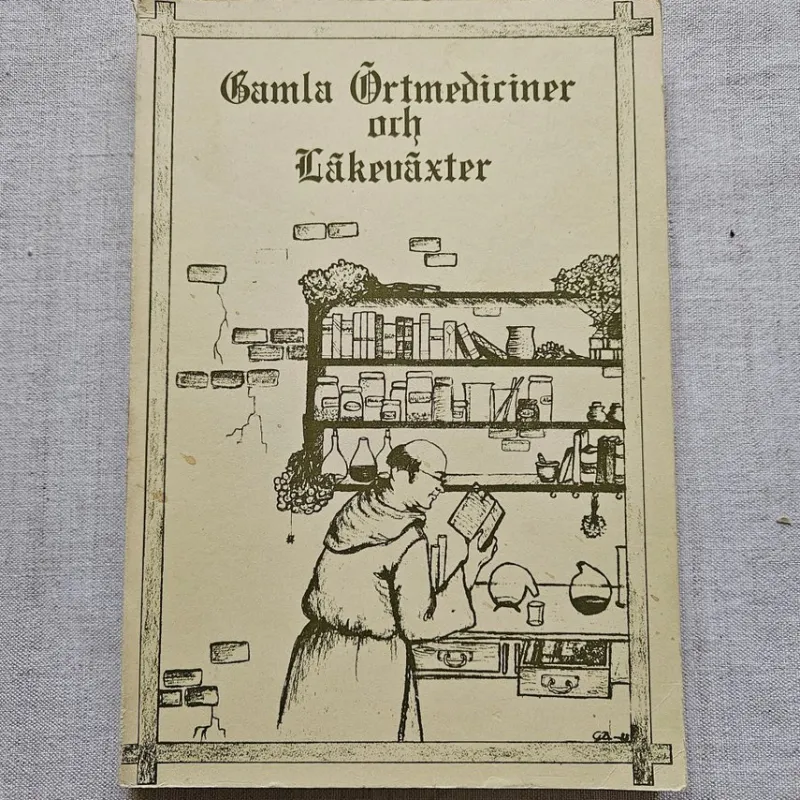 Gamla Örtmediciner
och
Läkeväxter